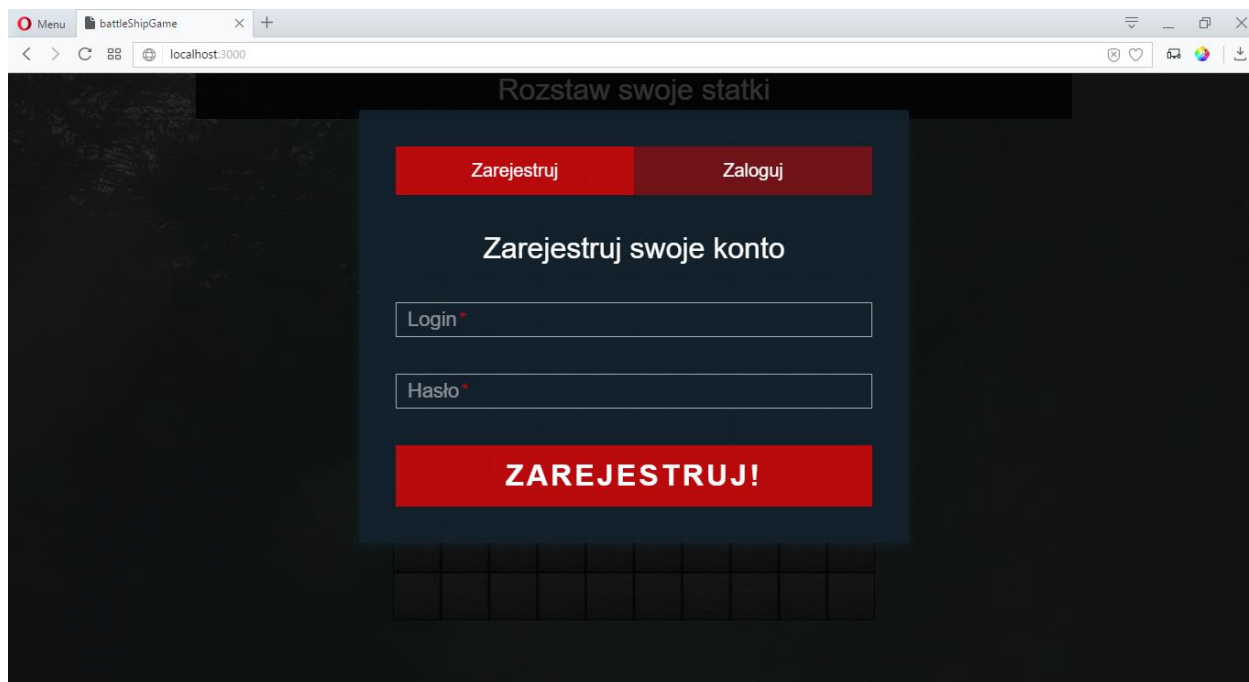 Menu battleShipGame
localhost:3000
Rozstaw swoje statki
Zarejestruj Zaloguj
Zarejestruj swoje konto
Login*
Hasło*
ZAREJESTRUJ!